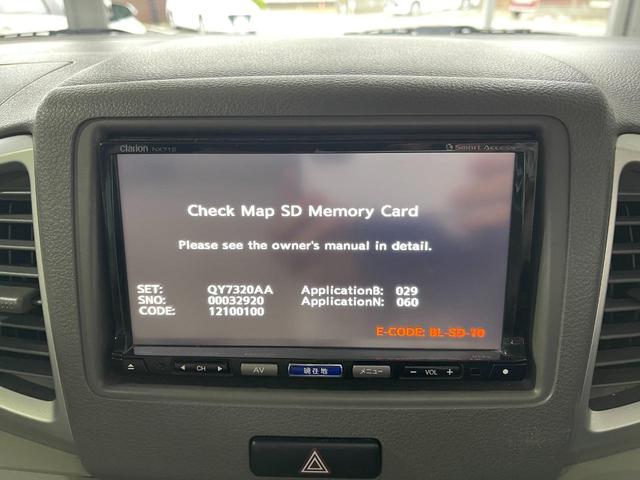 clarion NX712 Smart Access
Check Map SD Memory Card
Please see the owner's manual in detail.
SET: QY7320AA ApplicationB: 029
SNO: 00032920 ApplicationN: 060
CODE: 12100100
E-CODE: BL-SD-10
CH AV 現在地 メニュー − VOL +